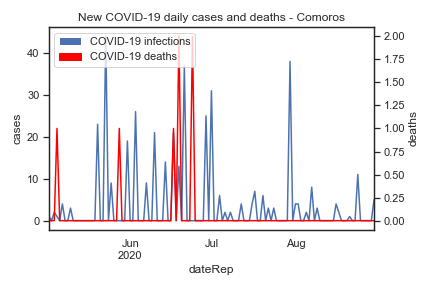 New COVID-19 daily cases and deaths - Comoros
COVID-19 infections
COVID-19 deaths
cases
40
30
20
10
0
deaths
2.00
1.75
1.50
1.25
1.00
0.75
0.50
0.25
0.00
Jun
2020
Jul
Aug
dateRep